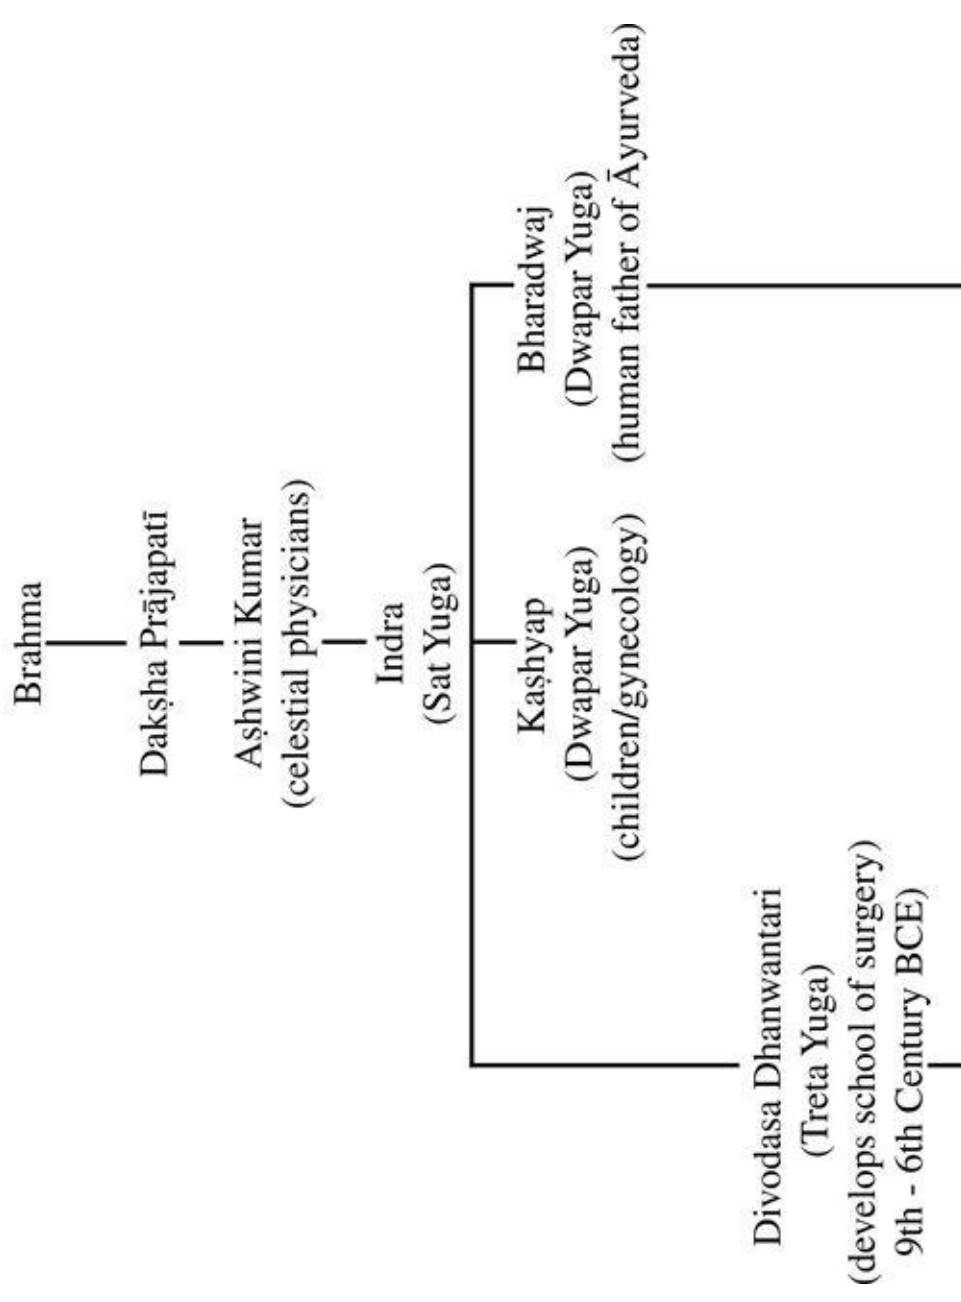 Brahma
Dakṣha Prājapatī
Aṣhwini Kumar
(celestial physicians)
Indra
(Sat Yuga)
Divodasa Dhanwantari
(Treta Yuga)
(develops school of surgery)
9th - 6th Century BCE)
Kaṣhyap
(Dwapar Yuga)
(children/gynecology)
Bharadwaj
(Dwapar Yuga)
(human father of Āyurveda)